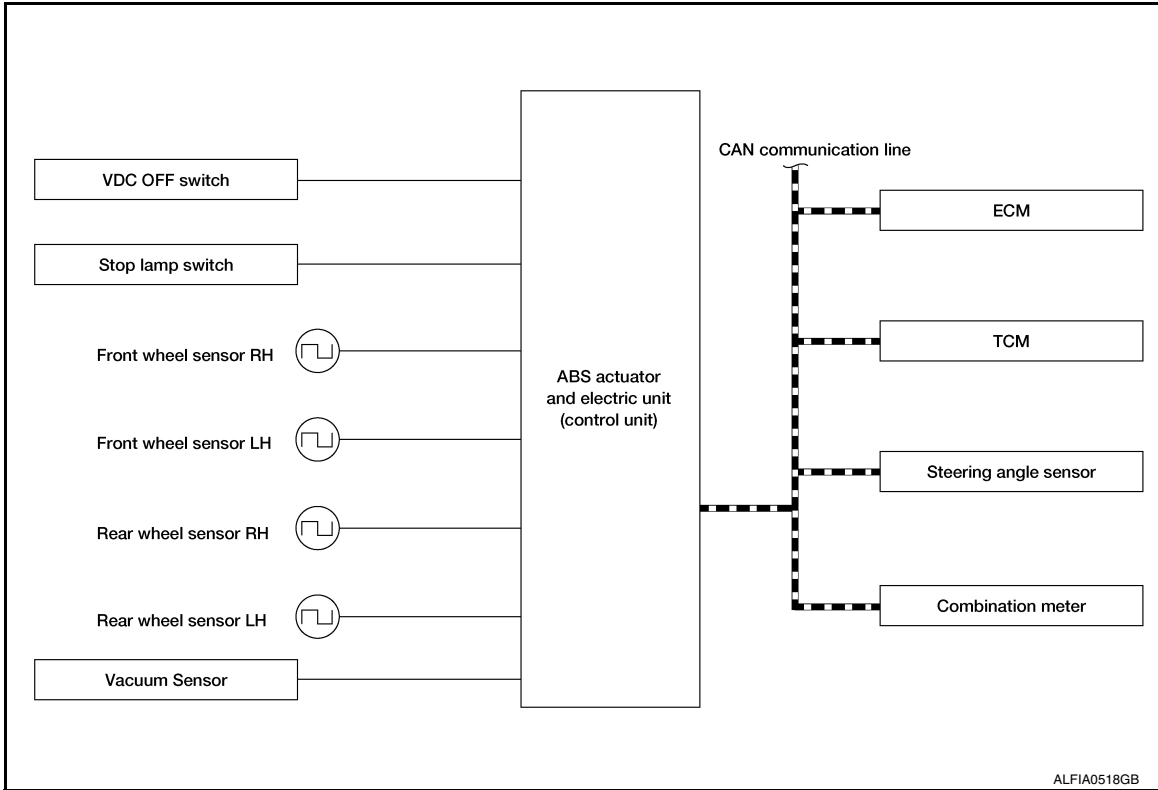 VDC OFF switch
Stop lamp switch
Front wheel sensor RH
Front wheel sensor LH
Rear wheel sensor RH
Rear wheel sensor LH
Vacuum Sensor
ABS actuator
and electric unit
(control unit)
CAN communication line
ECM
TCM
Steering angle sensor
Combination meter
ALFIA0518GB